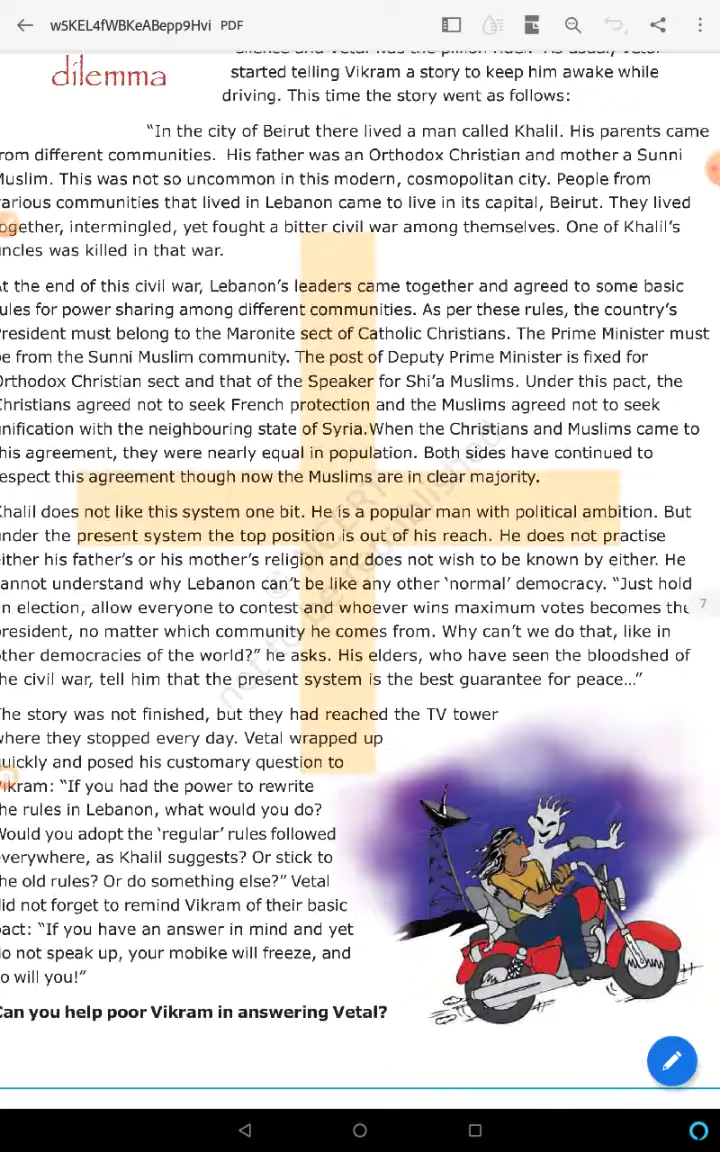 w5KEL4fWBKeABepp9Hvi PDF
dilemma
started telling Vikram a story to keep him awake while
driving. This time the story went as follows:
“In the city of Beirut there lived a man called Khalil. His parents came
rom different communities. His father was an Orthodox Christian and mother a Sunni
Muslim. This was not so uncommon in this modern, cosmopolitan city. People from
various communities that lived in Lebanon came to live in its capital, Beirut. They lived
ogether, intermingled, yet fought a bitter civil war among themselves. One of Khalil’s
uncles was killed in that war.
At the end of this civil war, Lebanon’s leaders came together and agreed to some basic
ules for power sharing among different communities. As per these rules, the country’s
President must belong to the Maronite sect of Catholic Christians. The Prime Minister must
be from the Sunni Muslim community. The post of Deputy Prime Minister is fixed for
Orthodox Christian sect and that of the Speaker for Shi’a Muslims. Under this pact, the
Christians agreed not to seek French protection and the Muslims agreed not to seek
unification with the neighbouring state of Syria.When the Christians and Muslims came to
his agreement, they were nearly equal in population. Both sides have continued to
espect this agreement though now the Muslims are in clear majority.
Khalil does not like this system one bit. He is a popular man with political ambition. But
under the present system the top position is out of his reach. He does not practise
either his father’s or his mother’s religion and does not wish to be known by either. He
cannot understand why Lebanon can’t be like any other ‘normal’ democracy. “Just hold
an election, allow everyone to contest and whoever wins maximum votes becomes the
president, no matter which community he comes from. Why can’t we do that, like in
other democracies of the world?” he asks. His elders, who have seen the bloodshed of
he civil war, tell him that the present system is the best guarantee for peace...”
7
The story was not finished, but they had reached the TV tower
where they stopped every day. Vetal wrapped up
quickly and posed his customary question to
Vikram: “If you had the power to rewrite
he rules in Lebanon, what would you do?
Would you adopt the ‘regular’ rules followed
everywhere, as Khalil suggests? Or stick to
he old rules? Or do something else?” Vetal
did not forget to remind Vikram of their basic
pact: “If you have an answer in mind and yet
do not speak up, your mobike will freeze, and
so will you!”
Can you help poor Vikram in answering Vetal?
© NCERT
not to be republished